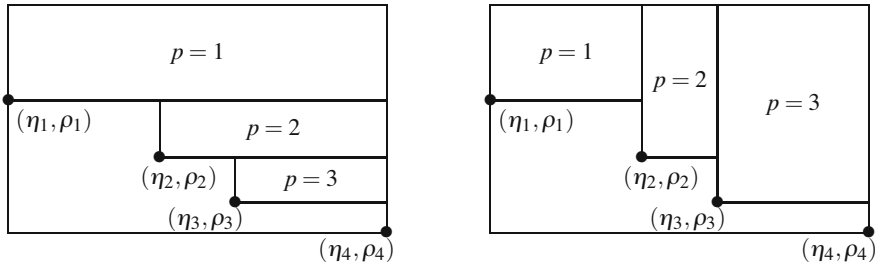 p = 1
(η₁, ρ₁)
p = 2
(η₂, ρ₂)
p = 3
(η₃, ρ₃)
(η₄, ρ₄)
p = 1
(η₁, ρ₁)
p = 2
(η₂, ρ₂)
p = 3
(η₃, ρ₃)
(η₄, ρ₄)